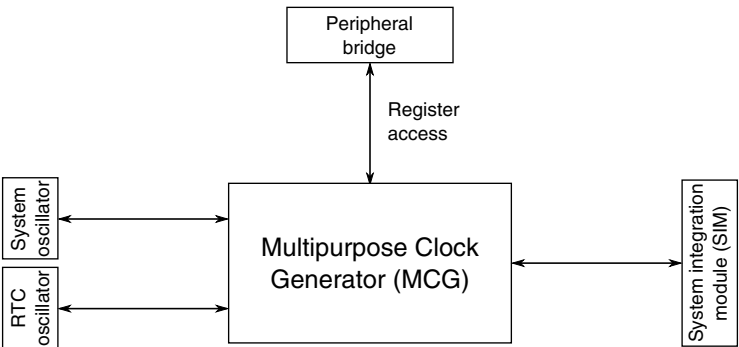 Peripheral
bridge
Register
access
System
oscillator
Multipurpose Clock
Generator (MCG)
RTC
oscillator
System integration
module (SIM)